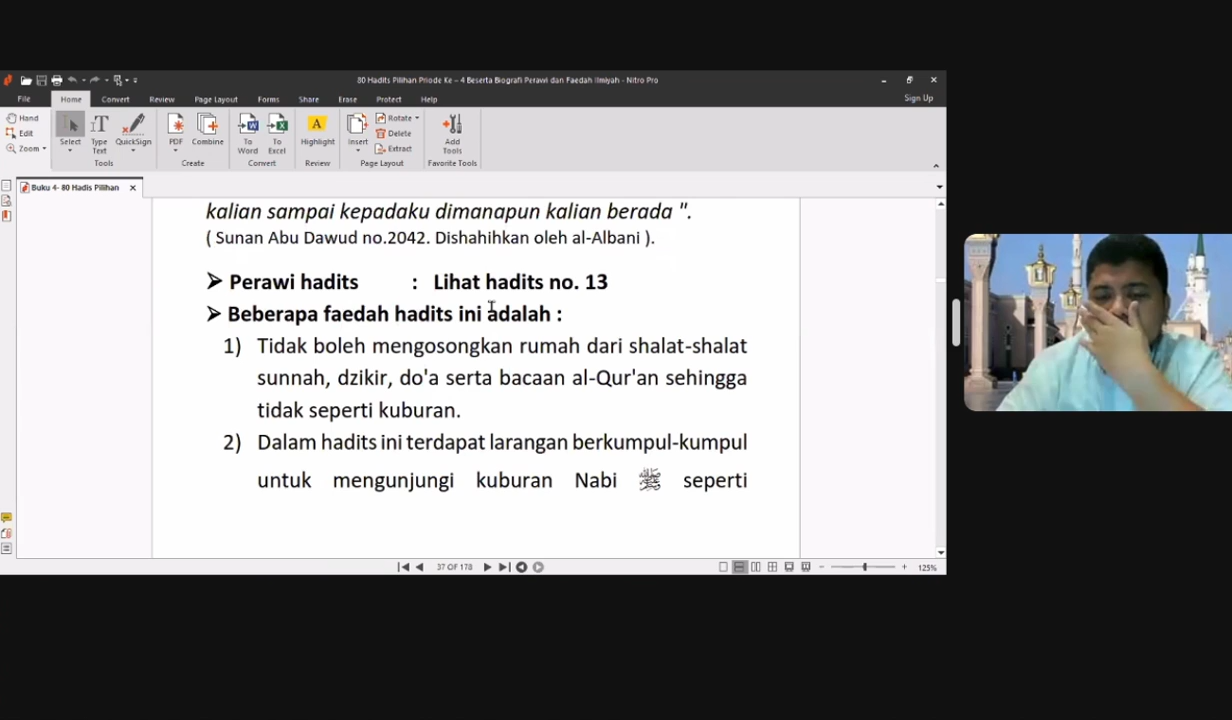 80 Hadits Pilihan Priode Ke – 4 Beserta Biografi Perawi dan Faedah Ilmiyah - Nitro Pro
File Home Convert Review Page Layout Forms Share Erase Protect Help Sign Up
Hand
Edit
Zoom
Select
Type Text
QuickSign
Tools
PDF
Combine
Create
To Word
To Excel
Convert
Highlight
Review
Insert
Rotate
Delete
Extract
Page Layout
Add Tools
Favorite Tools
Buku 4- 80 Hadis Pilihan
kalian sampai kepadaku dimanapun kalian berada ".
( Sunan Abu Dawud no.2042. Dishahihkan oleh al-Albani ).
➢ Perawi hadits : Lihat hadits no. 13
➢ Beberapa faedah hadits ini adalah :
1) Tidak boleh mengosongkan rumah dari shalat-shalat
sunnah, dzikir, do'a serta bacaan al-Qur'an sehingga
tidak seperti kuburan.
2) Dalam hadits ini terdapat larangan berkumpul-kumpul
untuk mengunjungi kuburan Nabi ﷺ seperti
37 OF 178
125%